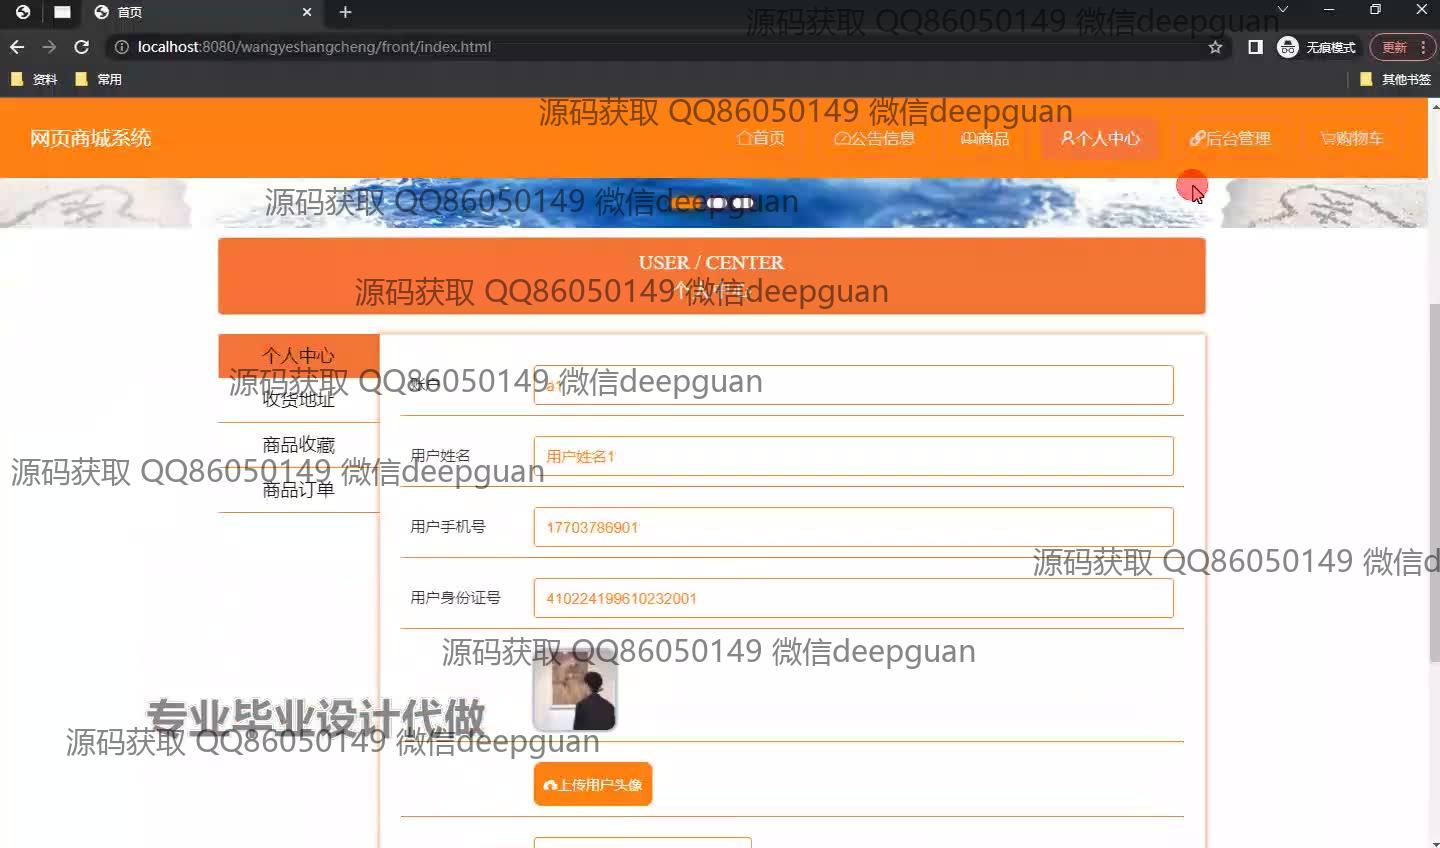 首页
源码获取 QQ86050149 微信deepguan
localhost:8080/wangyeshangcheng/front/index.html
无痕模式
更新
资料
常用
其他书签
源码获取 QQ86050149 微信deepguan
网页商城系统
首页
公告信息
商品
个人中心
后台管理
购物车
源码获取 QQ86050149 微信deepguan
USER / CENTER
源码获取 QQ86050149 微信deepguan
个人中心
个人中心
源码获取 QQ86050149 微信deepguan
账户
a1
收货地址
商品收藏
用户姓名
用户姓名1
源码获取 QQ86050149 微信deepguan
商品订单
用户手机号
17703786901
源码获取 QQ86050149 微信d
用户身份证号
410224199610232001
源码获取 QQ86050149 微信deepguan
专业毕业设计代做
源码获取 QQ86050149 微信deepguan
上传用户头像